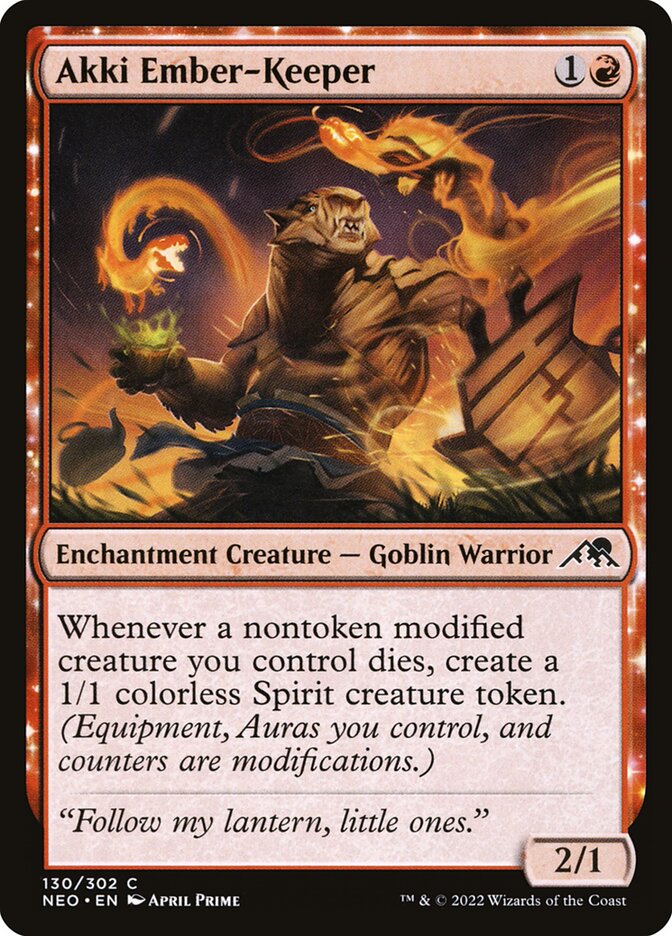 Akki Ember-Keeper 1
Enchantment Creature — Goblin Warrior
Whenever a nontoken modified
creature you control dies, create a
1/1 colorless Spirit creature token.
(Equipment, Auras you control, and
counters are modifications.)
“Follow my lantern, little ones.”
2/1
130/302 C
NEO • EN April Prime
™ & © 2022 Wizards of the Coast